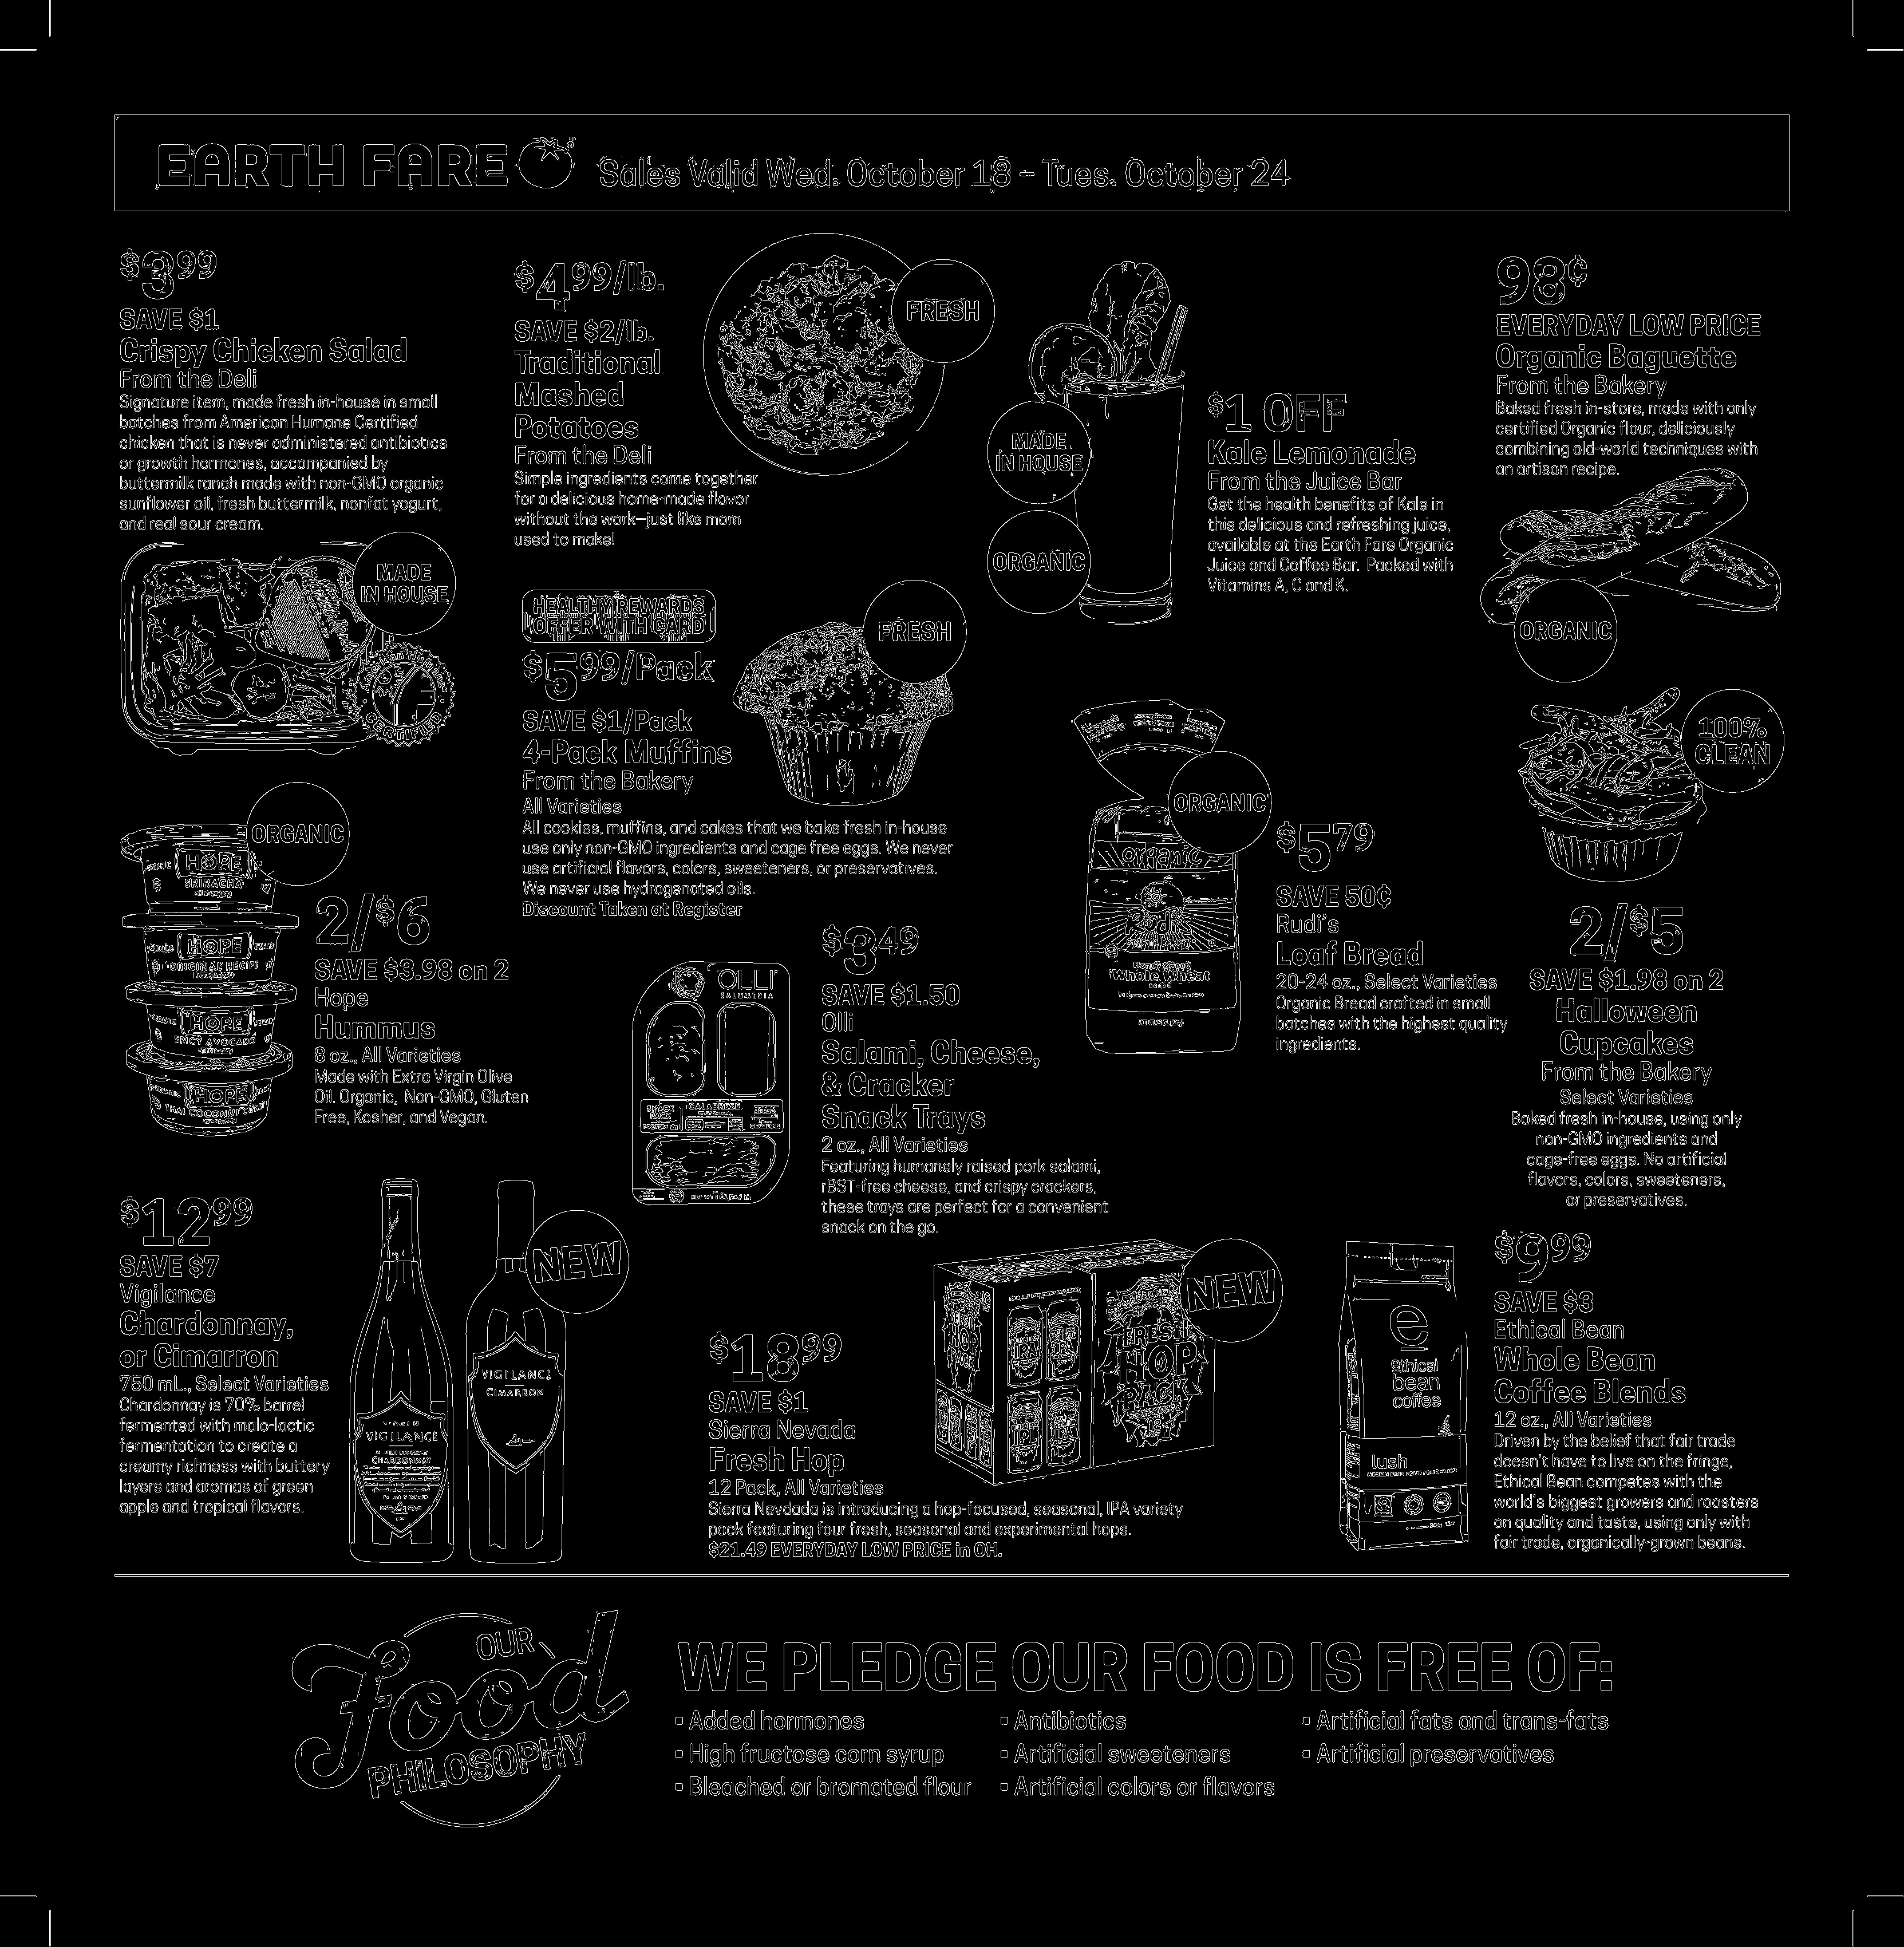 EARTH FARE Sales Valid Wed. October 18 – Tues. October 24
$3.99
SAVE $1
Crispy Chicken Salad
From the Deli
Signature item, made fresh in-house in small
batches from American Humane Certified
chicken that is never administered antibiotics
or growth hormones, accompanied by
buttermilk ranch made with non-GMO organic
sunflower oil, fresh buttermilk, nonfat yogurt,
and real sour cream.
MADE
IN HOUSE
American Humane
CERTIFIED
$4.99/lb.
SAVE $2/lb.
Traditional
Mashed
Potatoes
From the Deli
Simple ingredients come together
for a delicious home-made flavor
without the work—just like mom
used to make!
FRESH
MADE
IN HOUSE
ORGANIC
$1 OFF
Kale Lemonade
From the Juice Bar
Get the health benefits of Kale in
this delicious and refreshing juice,
available at the Earth Fare Organic
Juice and Coffee Bar. Packed with
Vitamins A, C and K.
98¢
EVERYDAY LOW PRICE
Organic Baguette
From the Bakery
Baked fresh in-store, made with only
certified Organic flour, deliciously
combining old-world techniques with
an artisan recipe.
ORGANIC
HEALTHY REWARDS
OFFER WITH CARD
$5.99/Pack
SAVE $1/Pack
4-Pack Muffins
From the Bakery
All Varieties
All cookies, muffins, and cakes that we bake fresh in-house
use only non-GMO ingredients and cage free eggs. We never
use artificial flavors, colors, sweeteners, or preservatives.
We never use hydrogenated oils.
Discount Taken at Register
FRESH
ORGANIC
HOPE
SRIRACHA
HOPE
ORIGINAL RECIPE
HOPE
SPICY AVOCADO
HOPE
THAI COCONUT CURRY
2/$6
SAVE $3.98 on 2
Hope
Hummus
8 oz., All Varieties
Made with Extra Virgin Olive
Oil. Organic, Non-GMO, Gluten
Free, Kosher, and Vegan.
OLLI
SALUMERIA
SNACK
PACK
CALABRESE
$3.49
SAVE $1.50
Olli
Salami, Cheese,
& Cracker
Snack Trays
2 oz., All Varieties
Featuring humanely raised pork salami,
rBST-free cheese, and crispy crackers,
these trays are perfect for a convenient
snack on the go.
ORGANIC
organic
Rudi's
Whole Wheat
$5.79
SAVE 50¢
Rudi's
Loaf Bread
20-24 oz., Select Varieties
Organic Bread crafted in small
batches with the highest quality
ingredients.
100%
CLEAN
2/$5
SAVE $1.98 on 2
Halloween
Cupcakes
From the Bakery
Select Varieties
Baked fresh in-house, using only
non-GMO ingredients and
cage-free eggs. No artificial
flavors, colors, sweeteners,
or preservatives.
$12.99
SAVE $7
Vigilance
Chardonnay,
or Cimarron
750 mL., Select Varieties
Chardonnay is 70% barrel
fermented with malo-lactic
fermentation to create a
creamy richness with buttery
layers and aromas of green
apple and tropical flavors.
VIGILANCE
CHARDONNAY
VIGILANCE
CIMARRON
NEW
$18.99
SAVE $1
Sierra Nevada
Fresh Hop
12 Pack, All Varieties
Sierra Nevdada is introducing a hop-focused, seasonal, IPA variety
pack featuring four fresh, seasonal and experimental hops.
$21.49 EVERYDAY LOW PRICE in OH.
FRESH
HOP
PACK
IPA
IPL
NEW
e
ethical
bean
coffee
lush
$9.99
SAVE $3
Ethical Bean
Whole Bean
Coffee Blends
12 oz., All Varieties
Driven by the belief that fair trade
doesn't have to live on the fringe,
Ethical Bean competes with the
world's biggest growers and roasters
on quality and taste, using only with
fair trade, organically-grown beans.
OUR
Food
PHILOSOPHY
WE PLEDGE OUR FOOD IS FREE OF:
• Added hormones
• High fructose corn syrup
• Bleached or bromated flour
• Antibiotics
• Artificial sweeteners
• Artificial colors or flavors
• Artificial fats and trans-fats
• Artificial preservatives